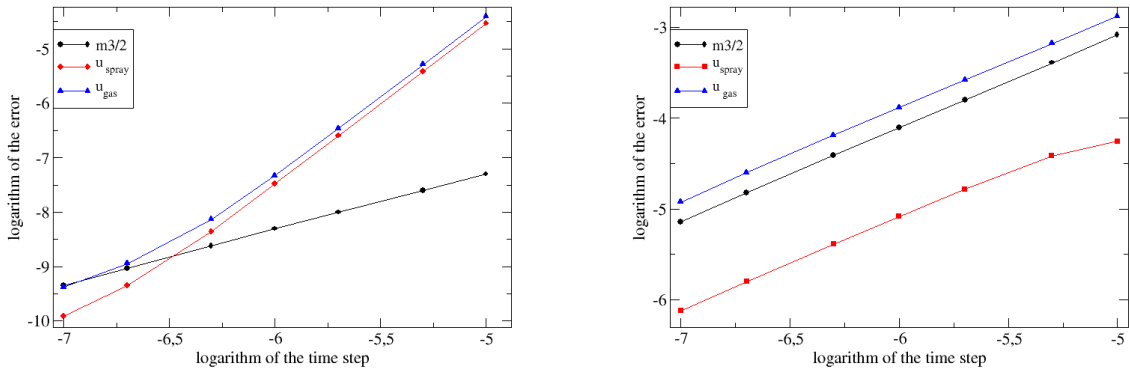 -5
-6
-7
-8
-9
-10
logarithm of the error
m3/2
u spray
u gas
-7
-6,5
-6
-5,5
-5
logarithm of the time step
-3
-4
-5
-6
logarithm of the error
m3/2
u spray
u gas
-7
-6,5
-6
-5,5
-5
logarithm of the time step